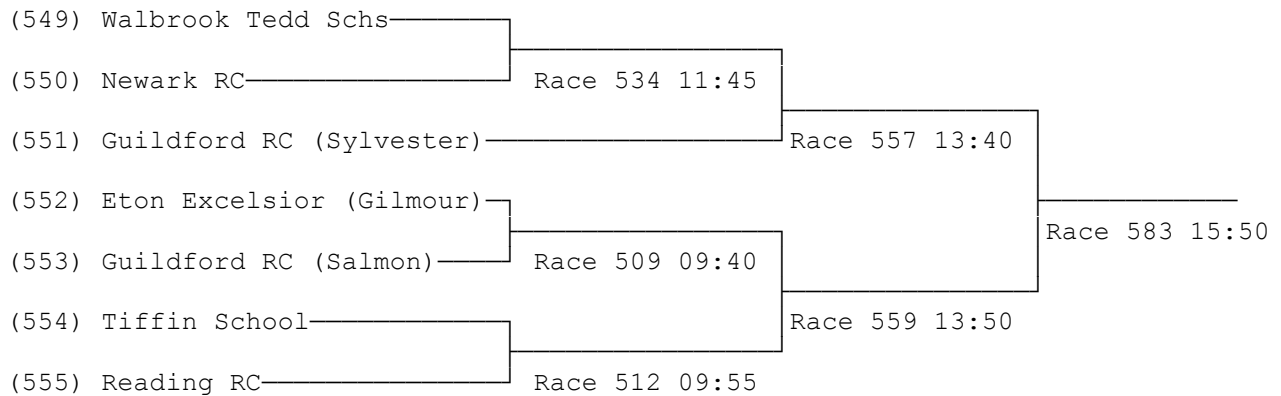 (549) Walbrook Tedd Schs
(550) Newark RC Race 534 11:45
(551) Guildford RC (Sylvester) Race 557 13:40
(552) Eton Excelsior (Gilmour)
Race 583 15:50
(553) Guildford RC (Salmon) Race 509 09:40
(554) Tiffin School Race 559 13:50
(555) Reading RC Race 512 09:55